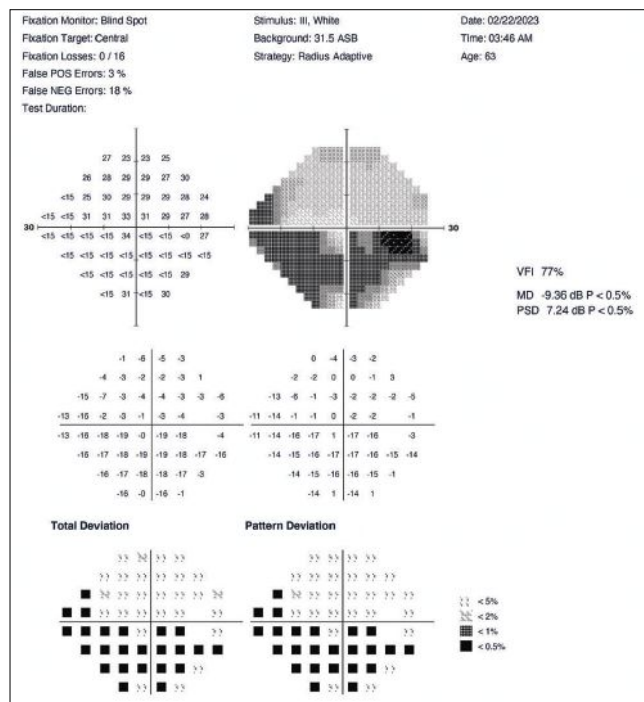 Fixation Monitor: Blind Spot Stimulus: III, White Date: 02/22/2023
Fixation Target: Central Background: 31.5 ASB Time: 03:46 AM
Fixation Losses: 0 / 16 Strategy: Radius Adaptive Age: 63
False POS Errors: 3 %
False NEG Errors: 18 %
Test Duration:
27 23 23 25
26 28 29 29 27 30
<15 25 30 29 29 29 28 24
<15 <15 31 31 33 31 29 27 28
30 30
<15 <15 <15 <15 34 <15 <15 <0 27
<15 <15 <15 <15 <15 <15 <15 <15
<15 <15 <15 <15 <15 29
<15 31 <15 30
VFI 77%
MD -9.36 dB P < 0.5%
PSD 7.24 dB P < 0.5%
-1 -6 -5 -3 0 -4 -3 -2
-4 -3 -2 -2 -3 1 -2 -2 0 0 -1 3
-15 -7 -3 -4 -4 -3 -3 -6 -13 -6 -1 -3 -2 -2 -2 -5
-13 -16 -2 -3 -1 -3 -4 -3 -11 -14 -1 -1 0 -2 -2 -1
-13 -16 -18 -19 -0 -19 -18 -4 -11 -14 -16 -17 1 -17 -16 -3
-16 -17 -18 -19 -19 -18 -17 -16 -14 -15 -16 -17 -16 -16 -15 -14
-16 -17 -18 -18 -17 -3 -14 -15 -16 -16 -15 -1
-16 -0 -16 -1 -14 1 -14 1
Total Deviation Pattern Deviation
< 5%
< 2%
< 1%
< 0.5%